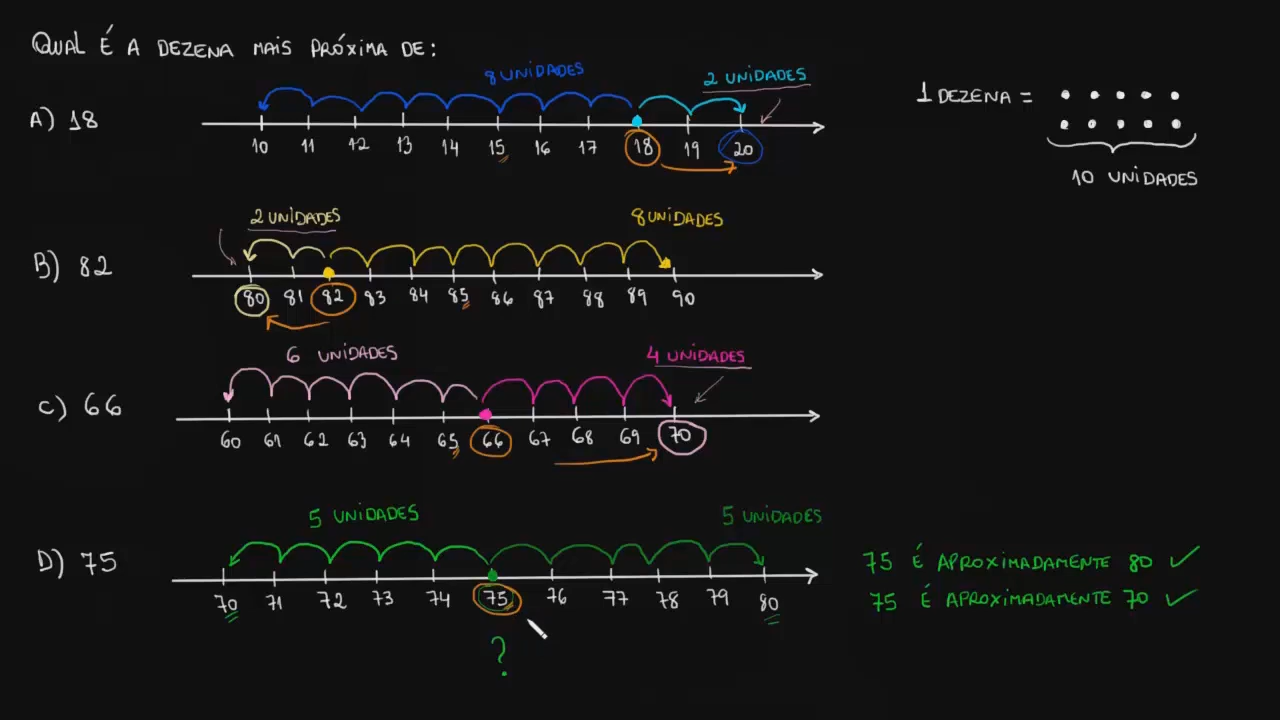 QUAL É A DEZENA MAIS PRÓXIMA DE:
8 UNIDADES 2 UNIDADES
A) 18
10 11 12 13 14 15 16 17 18 19 20
1 DEZENA =
10 UNIDADES
2 UNIDADES 8 UNIDADES
B) 82
80 81 82 83 84 85 86 87 88 89 90
6 UNIDADES 4 UNIDADES
C) 66
60 61 62 63 64 65 66 67 68 69 70
5 UNIDADES 5 UNIDADES
D) 75
70 71 72 73 74 75 76 77 78 79 80
?
75 É APROXIMADAMENTE 80 ✓
75 É APROXIMADAMENTE 70 ✓